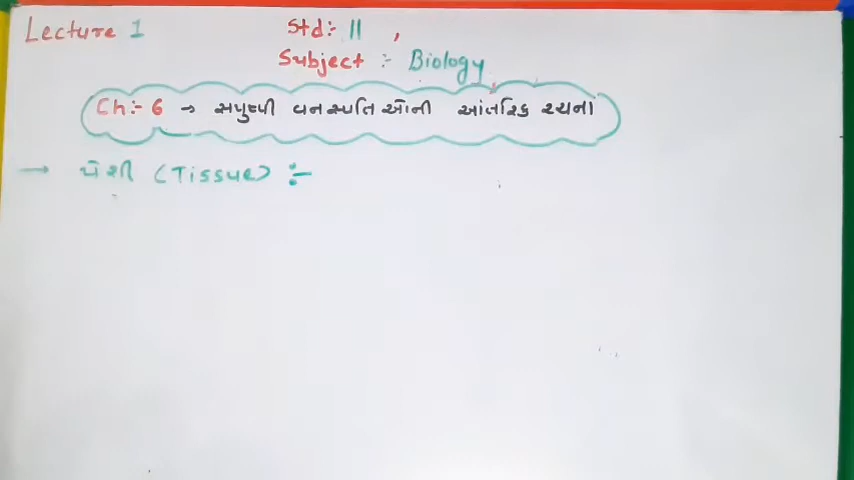 Lecture 1
Std:- 11 ,
Subject :- Biology
Ch:- 6 → સપુષ્પી વનસ્પતિઓની આંતરિક રચના
→ પેશી (Tissue) :-